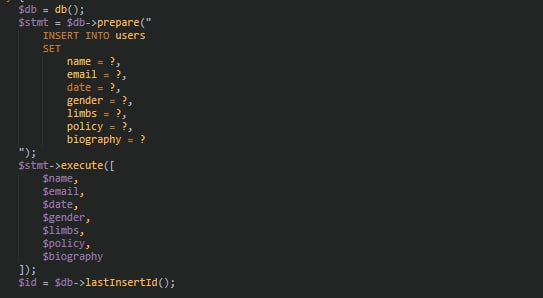 $db = db();
$stmt = $db->prepare("
INSERT INTO users
SET
name = ?,
email = ?,
date = ?,
gender = ?,
limbs = ?,
policy = ?,
biography = ?
");
$stmt->execute([
$name,
$email,
$date,
$gender,
$limbs,
$policy,
$biography
]);
$id = $db->lastInsertId();